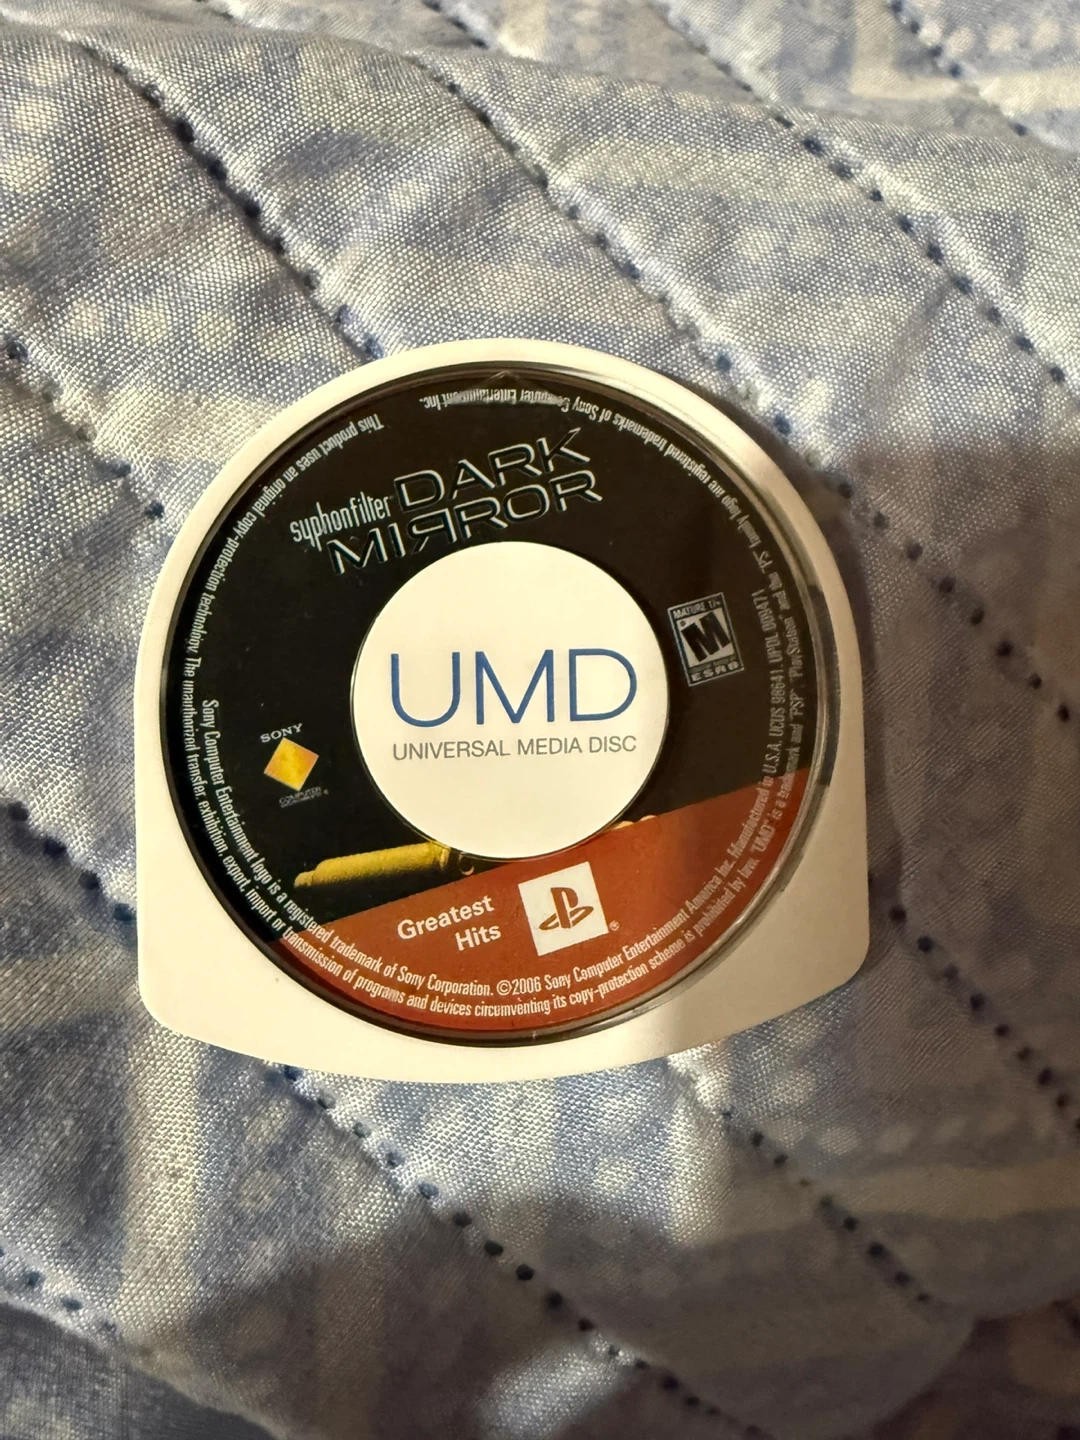 syphonfilter DARK
MIRROR
MATURE 17+
M
ESRB
UMD
UNIVERSAL MEDIA DISC
SONY
COMPUTER
Greatest
Hits
Sony Computer Entertainment logo is a registered trademark of Sony Corporation. ©2006 Sony Computer Entertainment America Inc. Manufactured in U.S.A. UCUS 98641
"UMD" is a trademark and "PSP" "PlayStation" and the "PS" family logo are registered trademarks of Sony Computer Entertainment Inc.
This product uses an original copy-protection technology. The unauthorized transfer, exhibition, export, import or transmission of programs and devices circumventing its copy-protection scheme is prohibited by law.